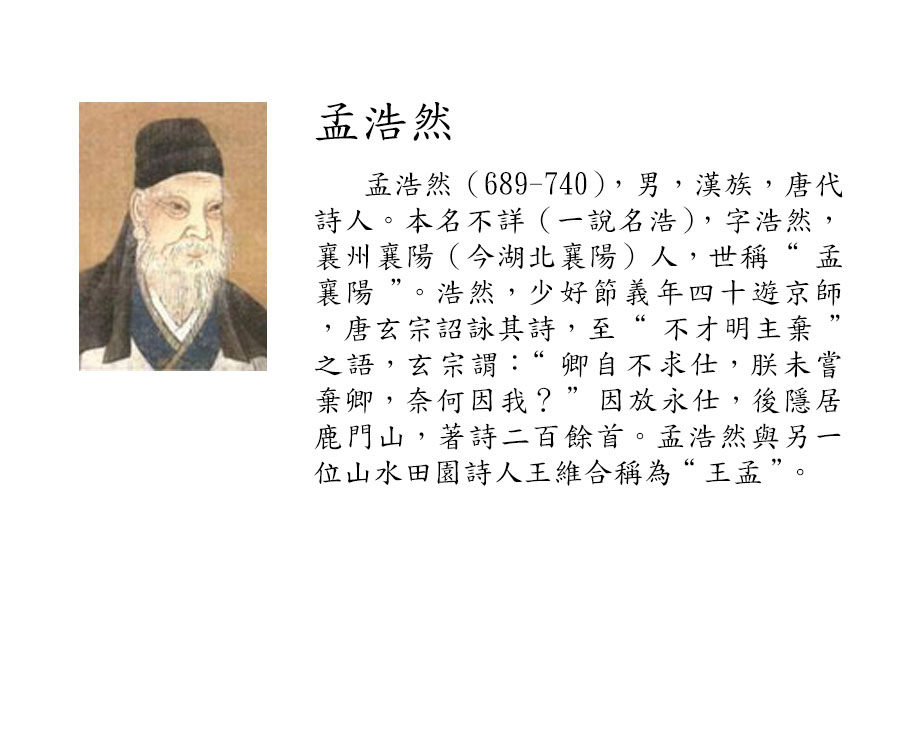 孟浩然
孟浩然（689-740），男，漢族，唐代
詩人。本名不詳（一說名浩），字浩然，
襄州襄陽（今湖北襄陽）人，世稱“ 孟
襄陽 ”。浩然，少好節義年四十遊京師
，唐玄宗詔詠其詩，至“ 不才明主棄 ”
之語，玄宗謂：“ 卿自不求仕，朕未嘗
棄卿，奈何因我？” 因放永仕，後隱居
鹿門山，著詩二百餘首。孟浩然與另一
位山水田園詩人王維合稱為“王孟”。